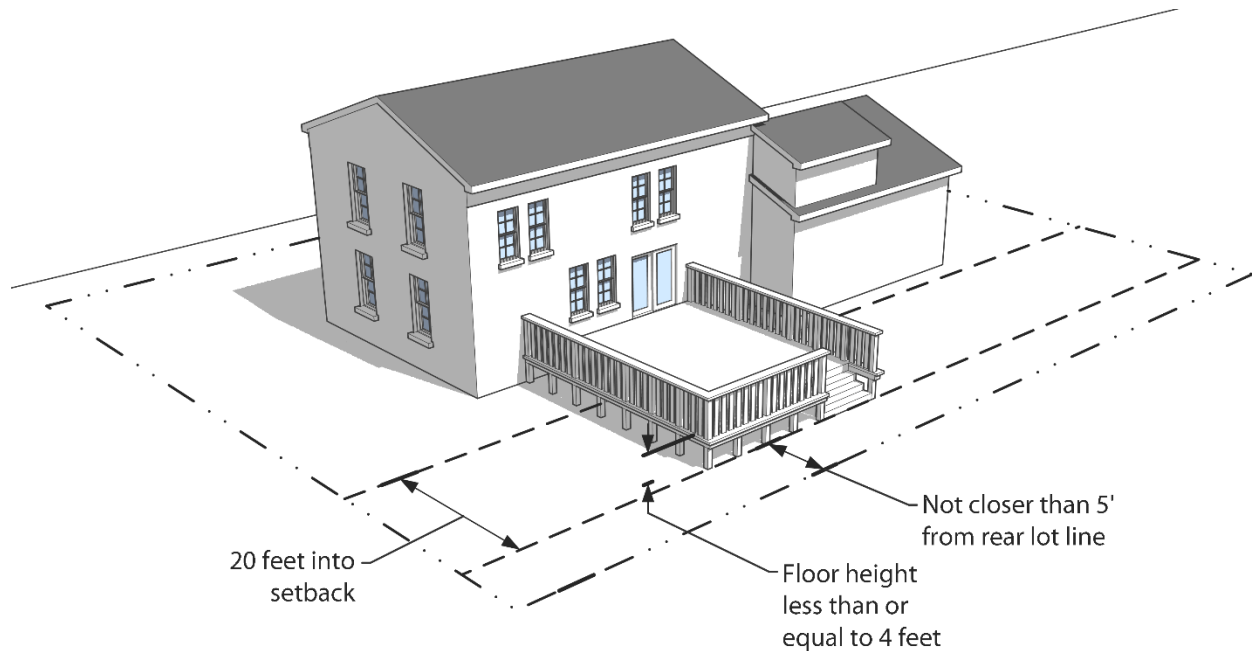 20 feet into
setback
Not closer than 5'
from rear lot line
Floor height
less than or
equal to 4 feet